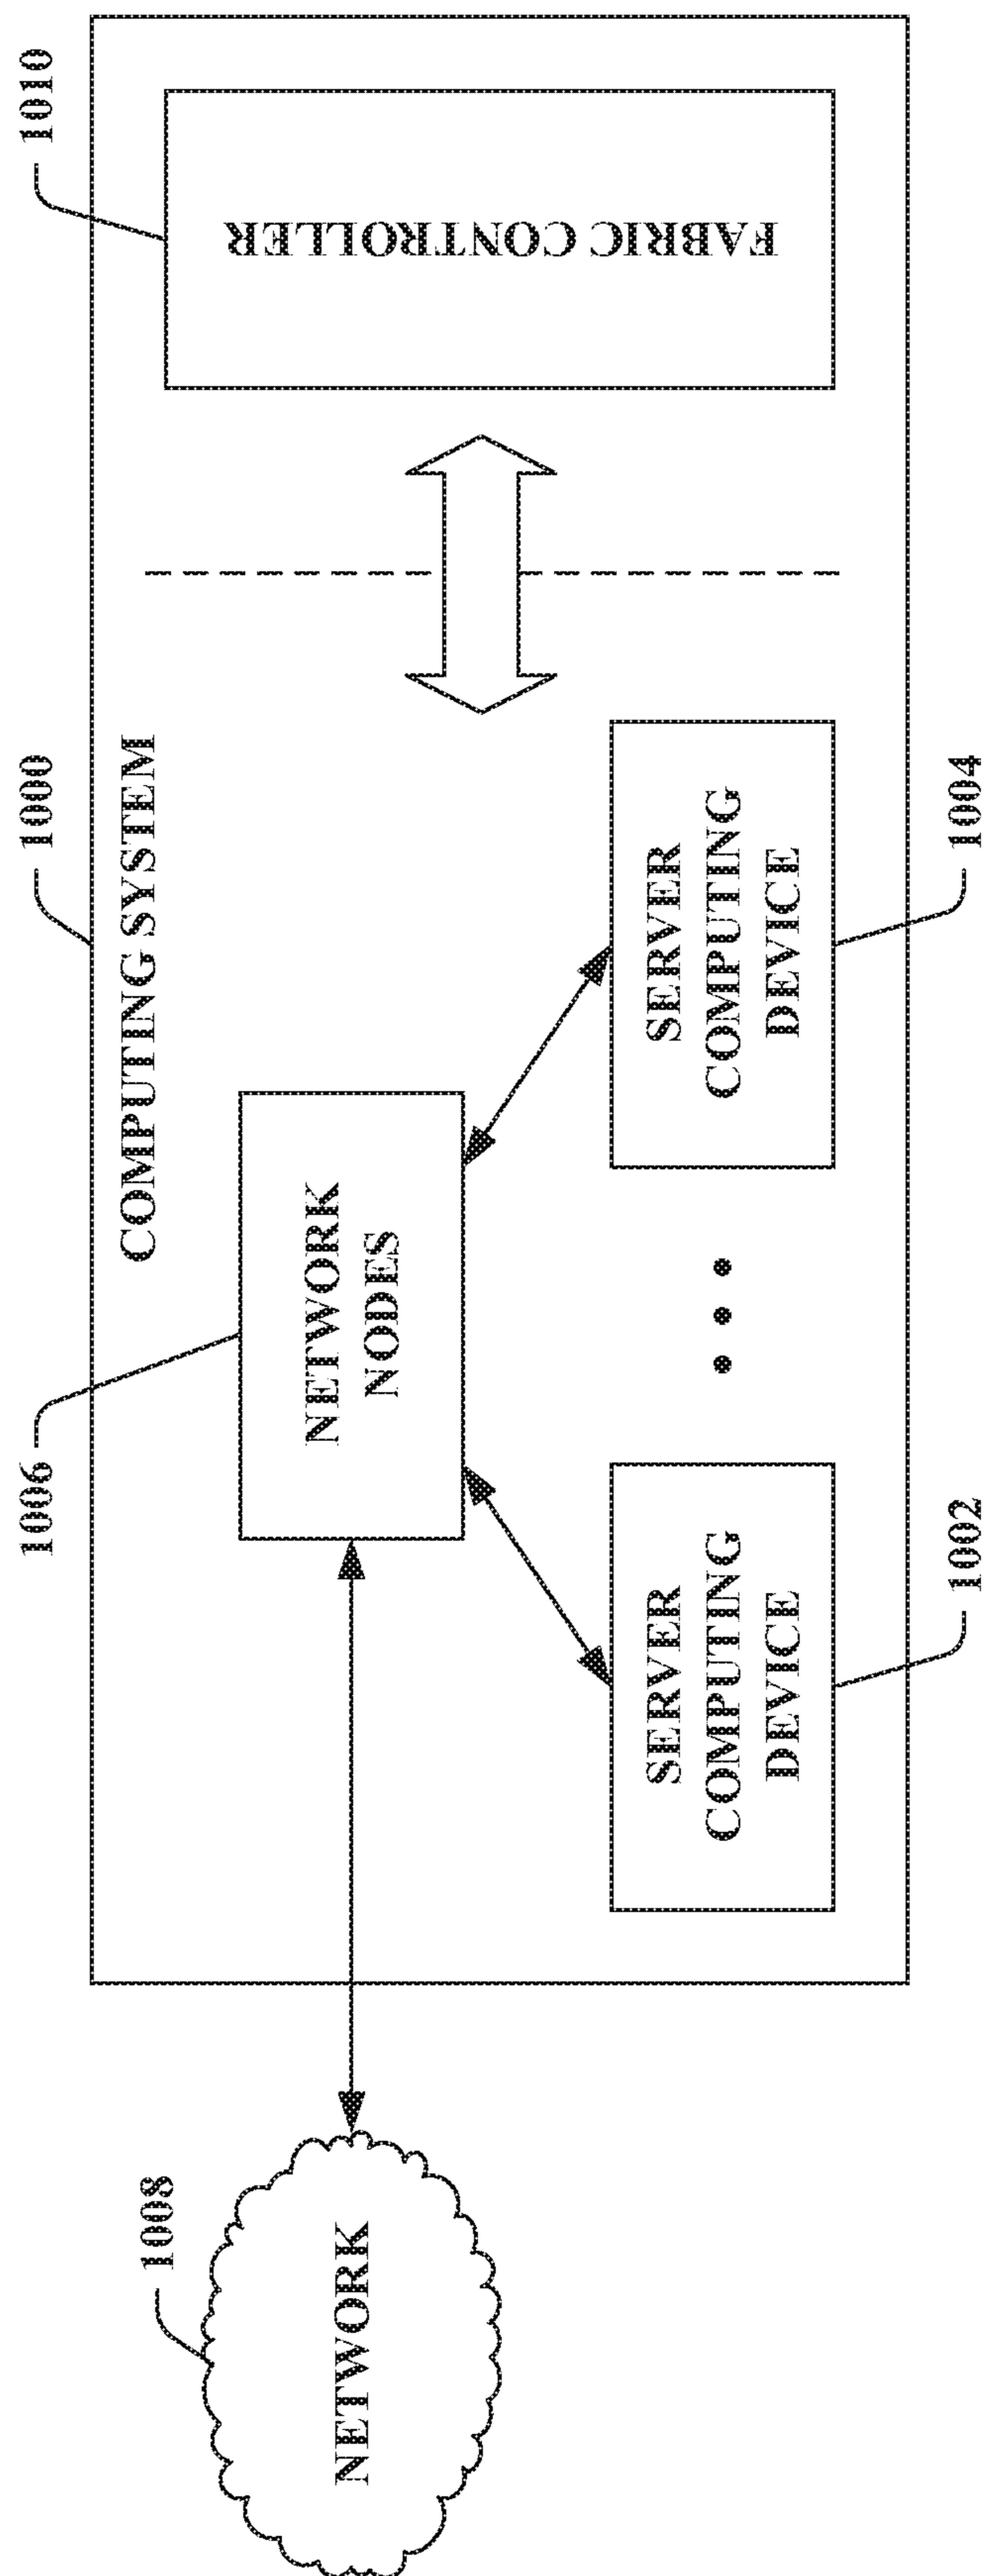 1000
COMPUTING SYSTEM
1006
NETWORK
NODES
1010
FABRIC CONTROLLER
1008
NETWORK
SERVER
COMPUTING
DEVICE
1002
SERVER
COMPUTING
DEVICE
1004